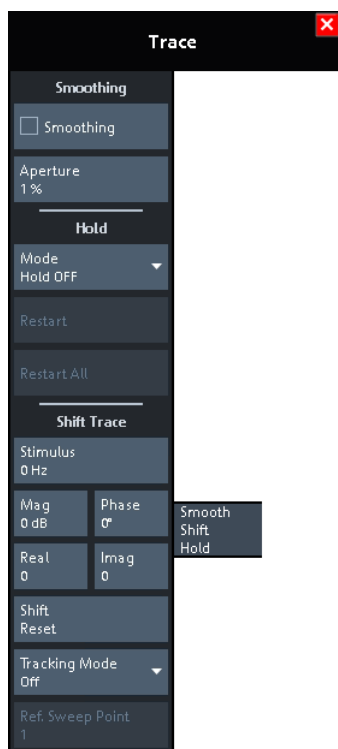 Trace
Smoothing
Smoothing
Aperture
1 %
Hold
Mode
Hold OFF
Restart
Restart All
Shift Trace
Stimulus
0 Hz
Mag
0 dB
Phase
0°
Real
0
Imag
0
Shift
Reset
Tracking Mode
Off
Ref. Sweep Point
1
Smooth
Shift
Hold